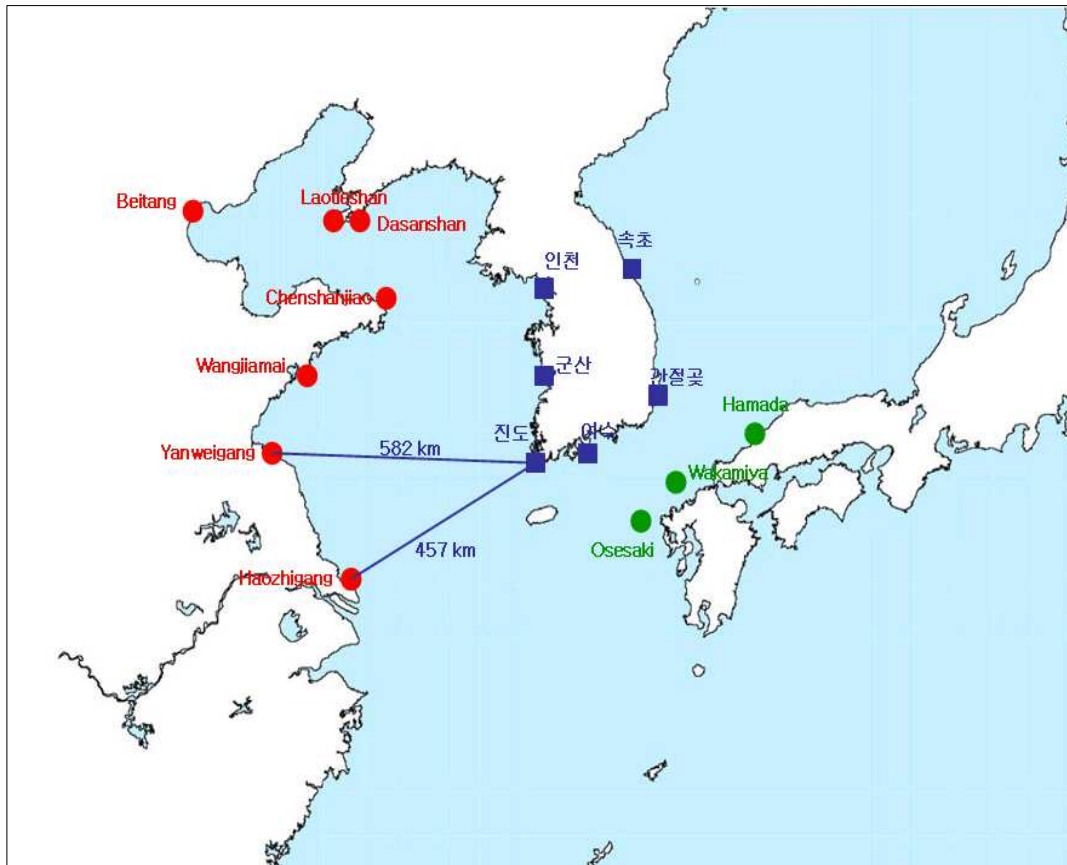 Beitang
Laotieshan
Dasanshan
속초
인천
Chenshanjiao
Wangjiamai
군산
간절곶
Hamada
진도
여수
Yanweigang
582 km
Wakamiya
Osesaki
457 km
Haozhigang